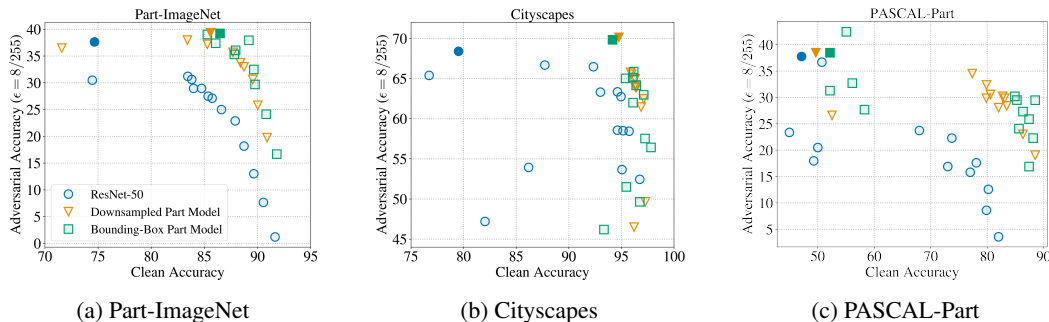 Part-ImageNet
Adversarial Accuracy (ϵ = 8/255)
40
35
30
25
20
15
10
5
0
ResNet-50
Downsampled Part Model
Bounding-Box Part Model
65 70 75 80 85 90 95
Clean Accuracy
(a) Part-ImageNet
Cityscapes
Adversarial Accuracy (ϵ = 8/255)
70
65
60
55
50
45
75 80 85 90 95 100
Clean Accuracy
(b) Cityscapes
PASCAL-Part
Adversarial Accuracy (ϵ = 8/255)
40
35
30
25
20
15
10
5
50 60 70 80 90
Clean Accuracy
(c) PASCAL-Part